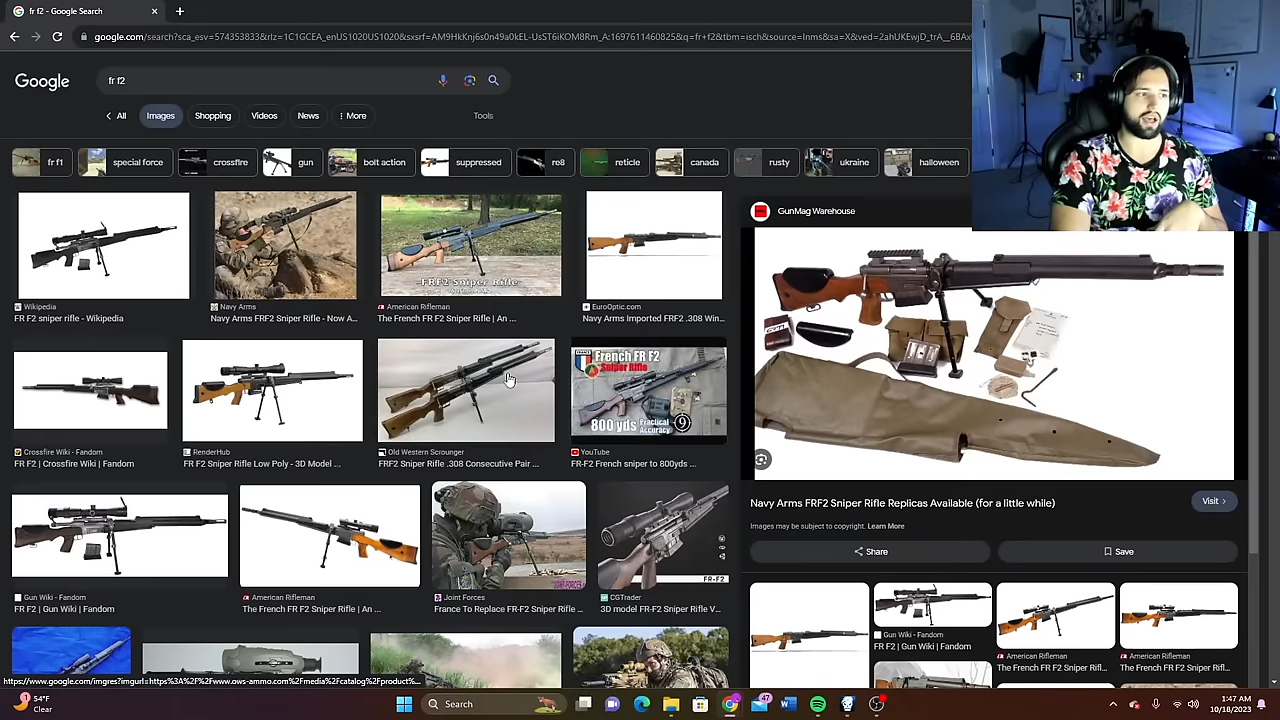 fr f2 - Google Search
google.com/search?sca_esv=574353833&rlz=1C1GCEA_enUS1020US1020&sxsrf=AM9HkKnj6s0n49a0kEL-UsST6iKOM8Rm_A:1697611460825&q=fr+f2&tbm=isch&source=lnms&sa=X&ved=2ahUKEwjD_trA_
Google
fr f2
All
Images
Shopping
Videos
News
More
Tools
fr f1
special force
crossfire
gun
bolt action
suppressed
re8
reticle
canada
rusty
ukraine
halloween
GunMag Warehouse
FRF2 Sniper Rifle
Wikipedia
FR F2 sniper rifle - Wikipedia
Navy Arms
Navy Arms FRF2 Sniper Rifle - Now A...
American Rifleman
The French FR F2 Sniper Rifle | An ...
EuroOptic.com
Navy Arms Imported FRF2 .308 Win...
French FR F2
Sniper Rifle
800 yds
Practical
Accuracy
9
Crossfire Wiki - Fandom
FR F2 | Crossfire Wiki | Fandom
RenderHub
FR F2 Sniper Rifle Low Poly - 3D Model ...
Old Western Scrounger
FRF2 Sniper Rifle .308 Consecutive Pair ...
YouTube
FR-F2 French sniper to 800yds ...
Navy Arms FRF2 Sniper Rifle Replicas Available (for a little while)
Visit
Images may be subject to copyright. Learn More
Share
Save
FR-F2
Gun Wiki - Fandom
FR F2 | Gun Wiki | Fandom
American Rifleman
The French FR F2 Sniper Rifle | An ...
Joint Forces
France To Replace FR-F2 Sniper Rifle ...
CGTrader
3D model FR-F2 Sniper Rifle V...
Gun Wiki - Fandom
FR F2 | Gun Wiki | Fandom
American Rifleman
The French FR F2 Sniper Rifl...
American Rifleman
The French FR F2 Sniper Rifl...
54°F
Clear
Search
47
1:47 AM
10/18/2023